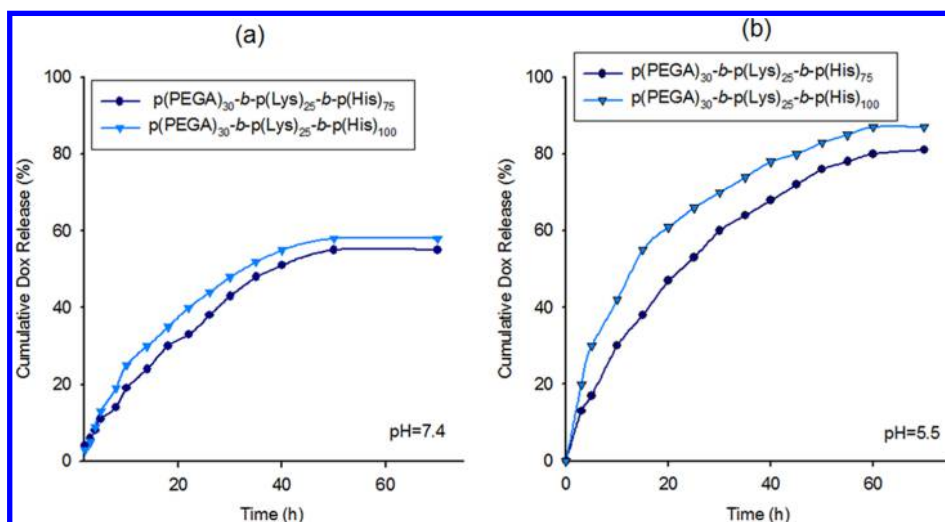 (a)
p(PEGA)30-b-p(Lys)25-b-p(His)75
p(PEGA)30-b-p(Lys)25-b-p(His)100
Cumulative Dox Release (%)
100
80
60
40
20
0
20
40
60
Time (h)
pH=7.4
(b)
p(PEGA)30-b-p(Lys)25-b-p(His)75
p(PEGA)30-b-p(Lys)25-b-p(His)100
Cumulative Dox Release (%)
100
80
60
40
20
0
0
20
40
60
Time (h)
pH=5.5